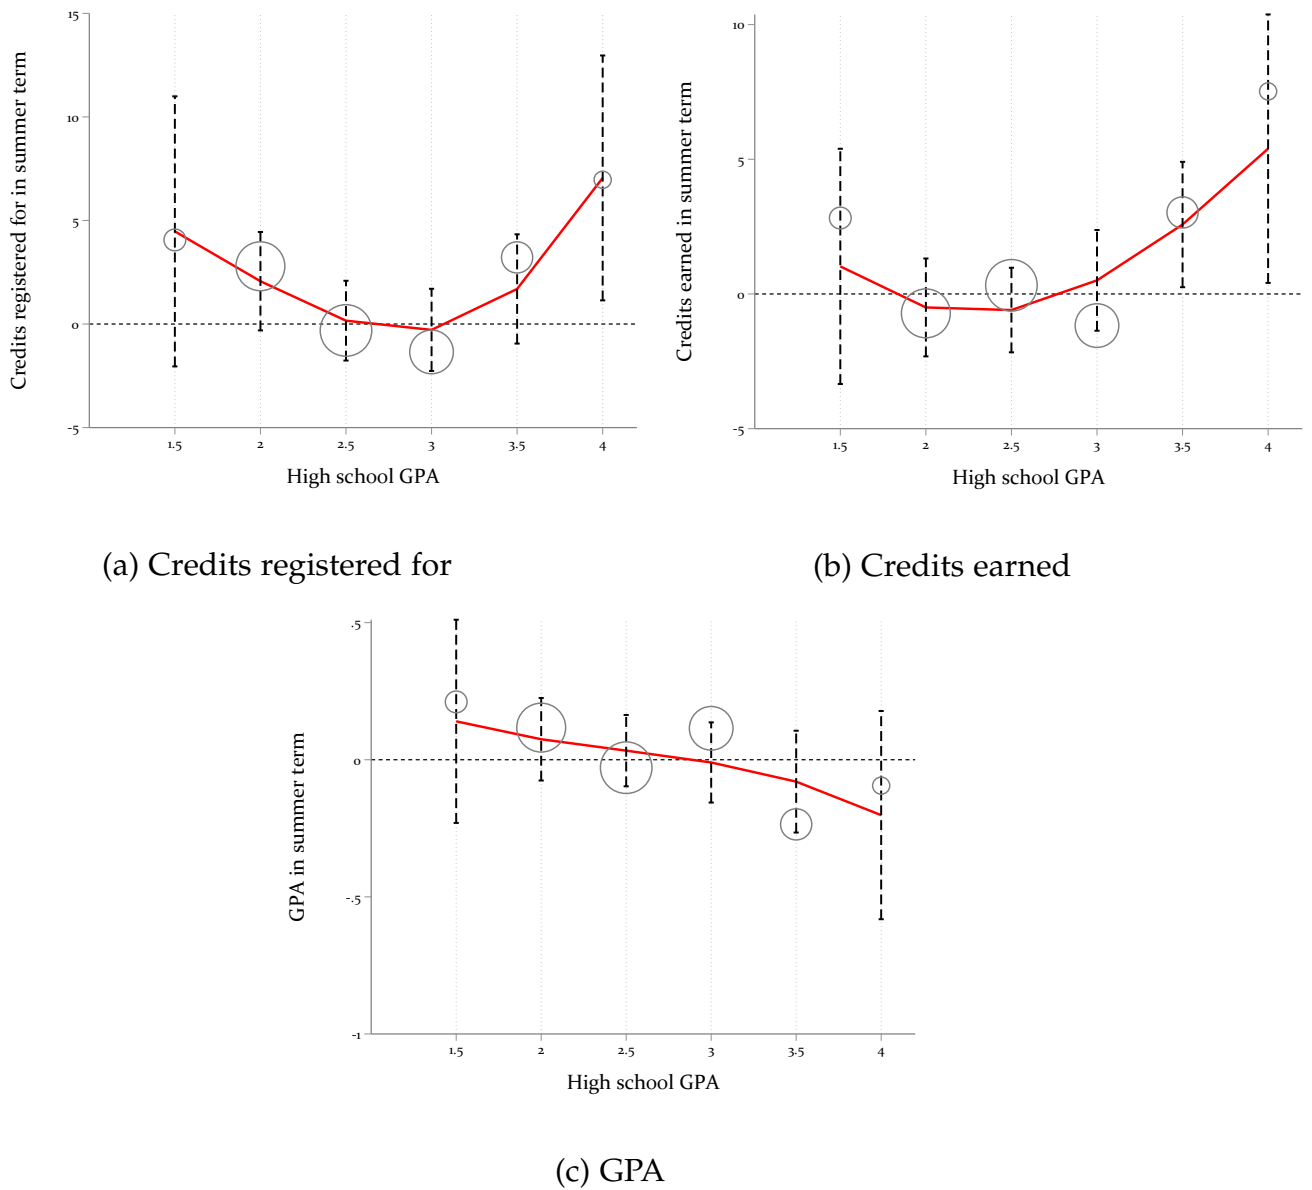 15
10
5
0
-5
Credits registered for in summer term
1.5 2 2.5 3 3.5 4
High school GPA
(a) Credits registered for
10
5
0
-5
Credits earned in summer term
1.5 2 2.5 3 3.5 4
High school GPA
(b) Credits earned
.5
0
-.5
-1
GPA in summer term
1.5 2 2.5 3 3.5 4
High school GPA
(c) GPA